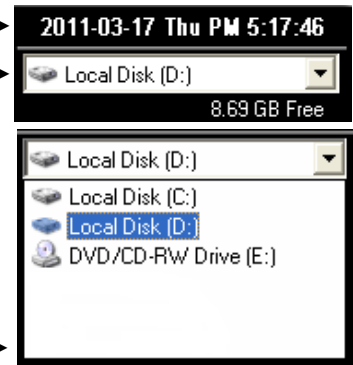 2011-03-17 Thu PM 5:17:46
Local Disk (D:)
8.69 GB Free
Local Disk (D:)
Local Disk (C:)
Local Disk (D:)
DVD/CD-RW Drive (E:)